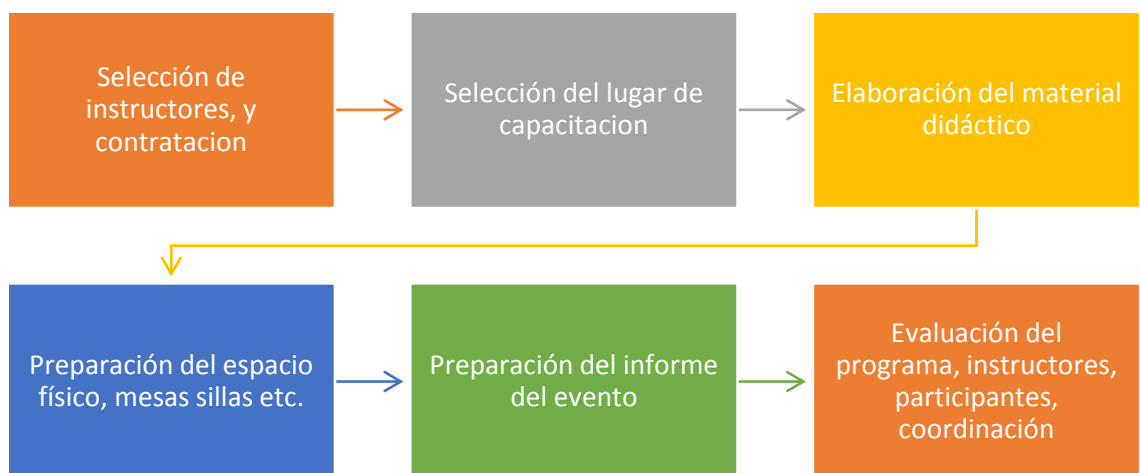 Selección de
instructores, y
contratacion
Selección del lugar de
capacitacion
Elaboración del material
didáctico
Preparación del espacio
físico, mesas sillas etc.
Preparación del informe
del evento
Evaluación del
programa, instructores,
participantes,
coordinación